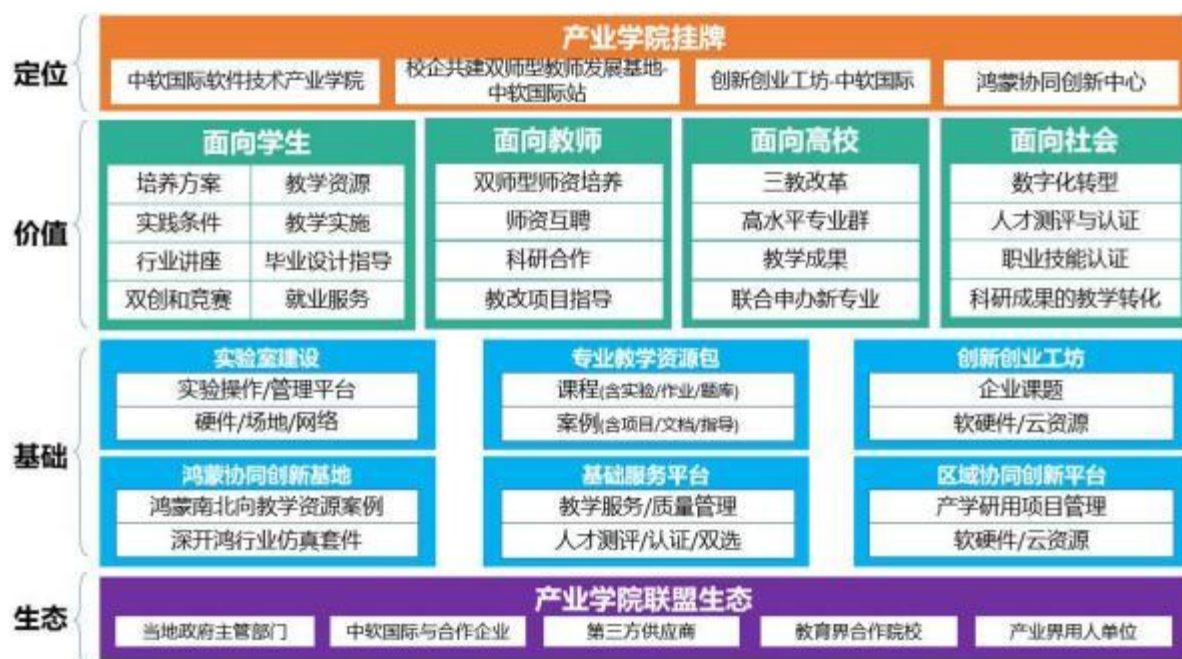 定位
产业学院挂牌
中软国际软件技术产业学院
校企共建双师型教师发展基地-
中软国际站
创新创业工坊-中软国际
鸿蒙协同创新中心
价值
面向学生
培养方案 教学资源
实践条件 教学实施
行业讲座 毕业设计指导
双创和竞赛 就业服务
面向教师
双师型师资培养
师资互聘
科研合作
教改项目指导
面向高校
三教改革
高水平专业群
教学成果
联合申办新专业
面向社会
数字化转型
人才测评与认证
职业技能认证
科研成果的教学转化
基础
实验室建设
实验操作/管理平台
硬件/场地/网络
专业教学资源包
课程(含实验/作业/题库)
案例(含项目/文档/指导)
创新创业工坊
企业课题
软硬件/云资源
鸿蒙协同创新基地
鸿蒙南北向教学资源案例
深开鸿行业仿真套件
基础服务平台
教学服务/质量管理
人才测评/认证/双选
区域协同创新平台
产学研用项目管理
软硬件/云资源
生态
产业学院联盟生态
当地政府主管部门
中软国际与合作企业
第三方供应商
教育界合作院校
产业界用人单位